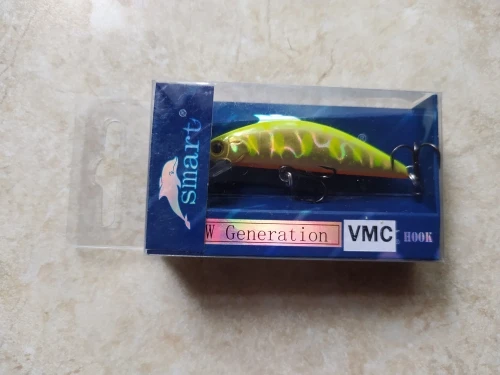 smart®
W Generation
VMC
HOOK